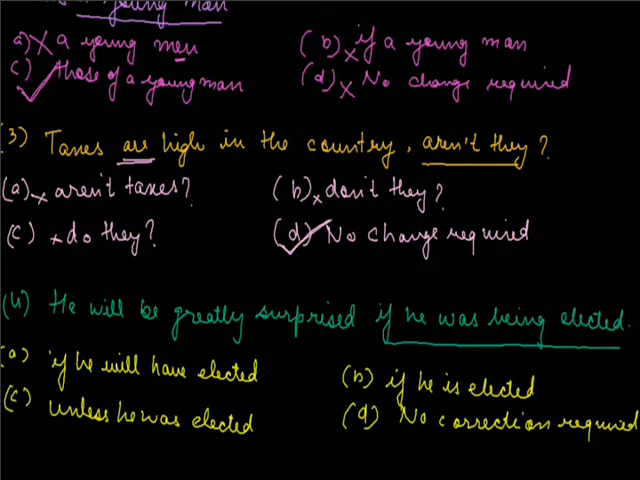 a young man
a) a young men (b) if a young man
c) those of a young man (d) No change required
(3) Taxes are high in the country, aren't they?
(a) aren't taxes? (b) don't they?
(c) do they? (d) No change required
(4) He will be greatly surprised if he was being elected.
(a) if he will have elected (b) if he is elected
(c) unless he was elected (d) No correction required